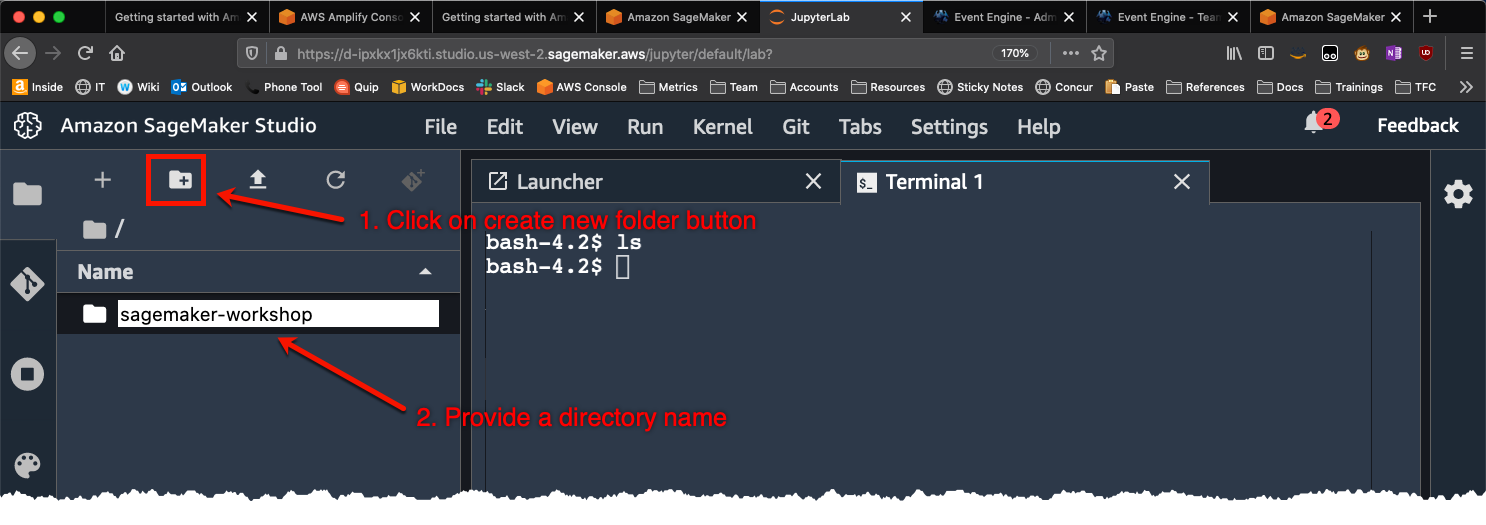 Getting started with Am
AWS Amplify Conso
Getting started with Am
Amazon SageMaker
JupyterLab
Event Engine - Adm
Event Engine - Team
Amazon SageMaker
https://d-ipxkx1jx6kti.studio.us-west-2.sagemaker.aws/jupyter/default/lab?
170%
Inside IT Wiki Outlook Phone Tool Quip WorkDocs Slack AWS Console Metrics Team Accounts Resources Sticky Notes Concur Paste References Docs Trainings TFC
Amazon SageMaker Studio
File Edit View Run Kernel Git Tabs Settings Help
2
Feedback
Launcher
Terminal 1
1. Click on create new folder button
/
bash-4.2$ ls
bash-4.2$
Name
sagemaker-workshop
2. Provide a directory name